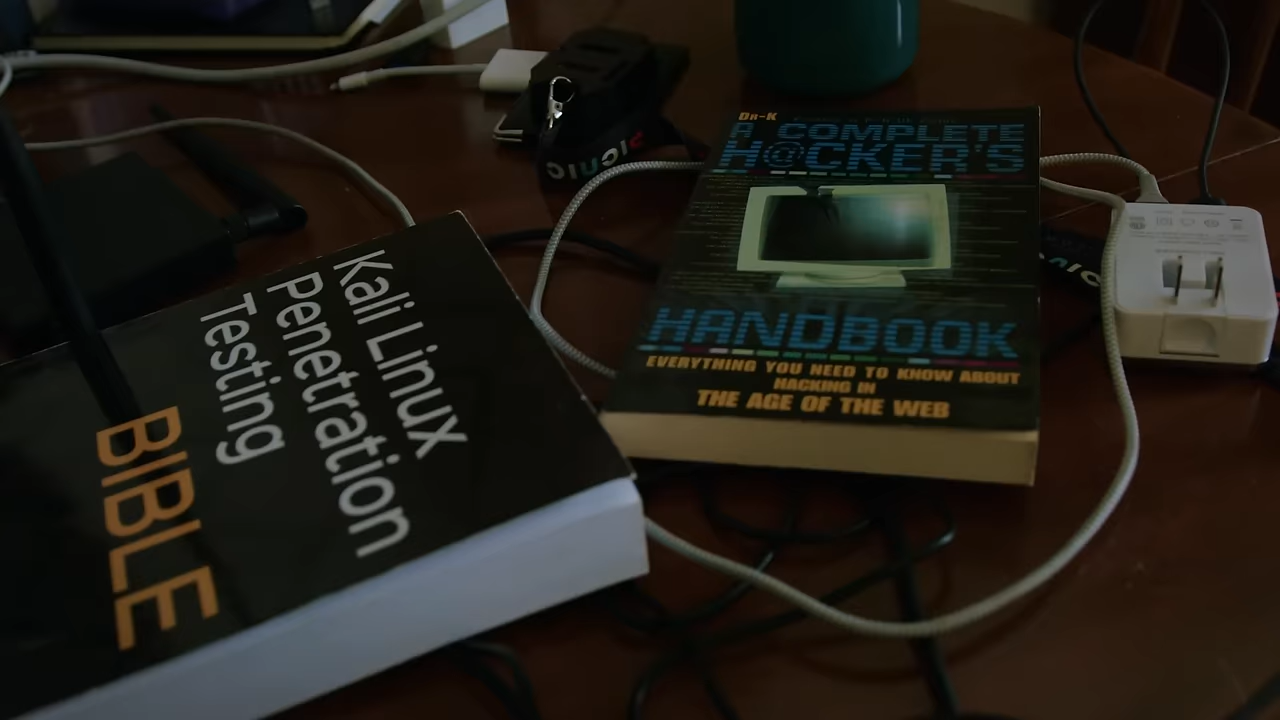 Kali Linux
Penetration
Testing
BIBLE
DR-K
A COMPLETE
H@CKER'S
HANDBOOK
EVERYTHING YOU NEED TO KNOW ABOUT
HACKING IN
THE AGE OF THE WEB
picnic